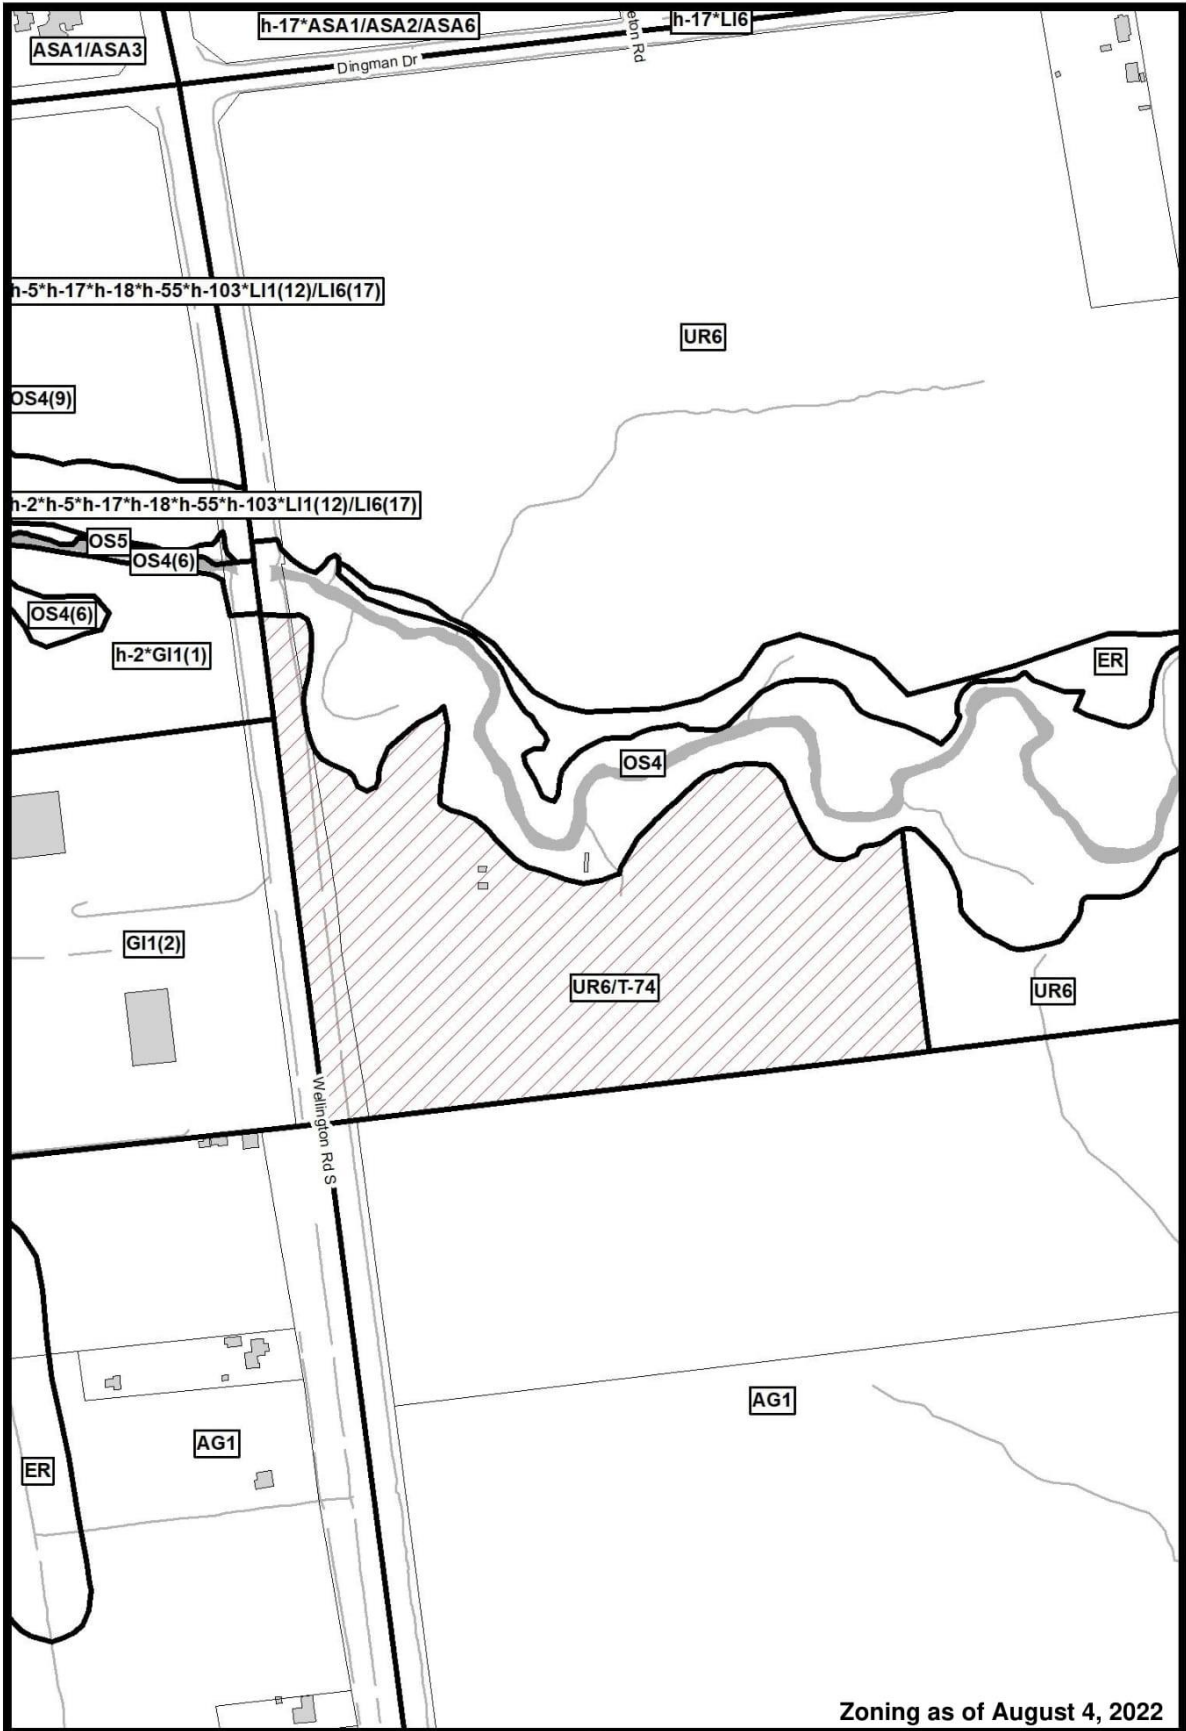 h-17*ASA1/ASA2/ASA6
h-17*LI6
ASA1/ASA3
Dingman Dr
eton Rd
h-5*h-17*h-18*h-55*h-103*LI1(12)/LI6(17)
UR6
OS4(9)
h-2*h-5*h-17*h-18*h-55*h-103*LI1(12)/LI6(17)
OS5
OS4(6)
OS4(6)
h-2*GI1(1)
ER
OS4
GI1(2)
UR6/T-74
UR6
Wellington Rd S
AG1
AG1
ER
Zoning as of August 4, 2022